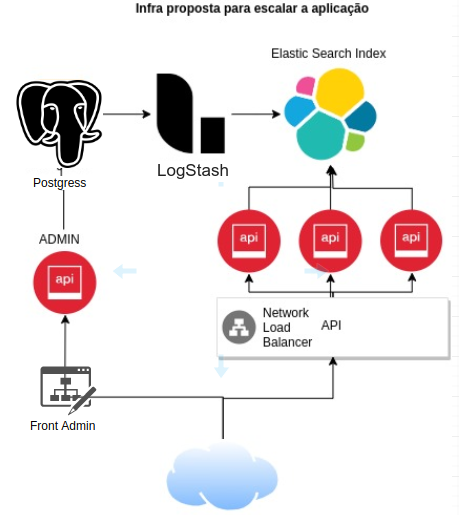 Infra proposta para escalar a aplicação
Elastic Search Index
LogStash
Postgress
ADMIN
api
api
api
api
Network
Load
Balancer
API
Front Admin